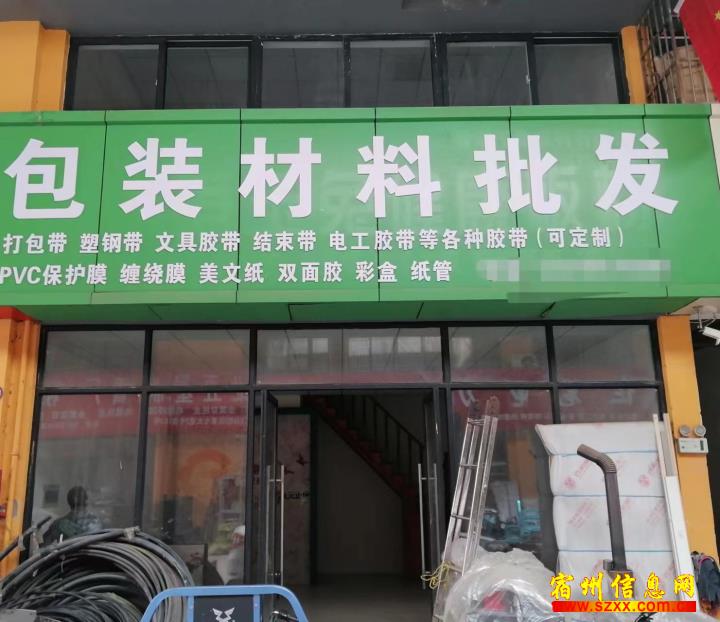 包装材料批发
打包带 塑钢带 文具胶带 结束带 电工胶带等各种胶带（可定制）
PVC保护膜 缠绕膜 美文纸 双面胶 彩盒 纸管
宿州信息网
www.szxx.com.cn